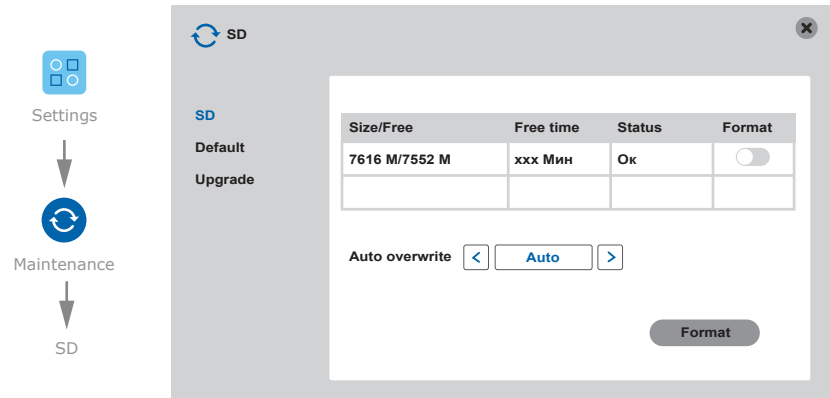 SD
Settings
SD
Default
Upgrade
Size/Free Free time Status Format
7616 M/7552 M xxx Мин Ок
Auto overwrite < Auto >
Maintenance
Format
SD